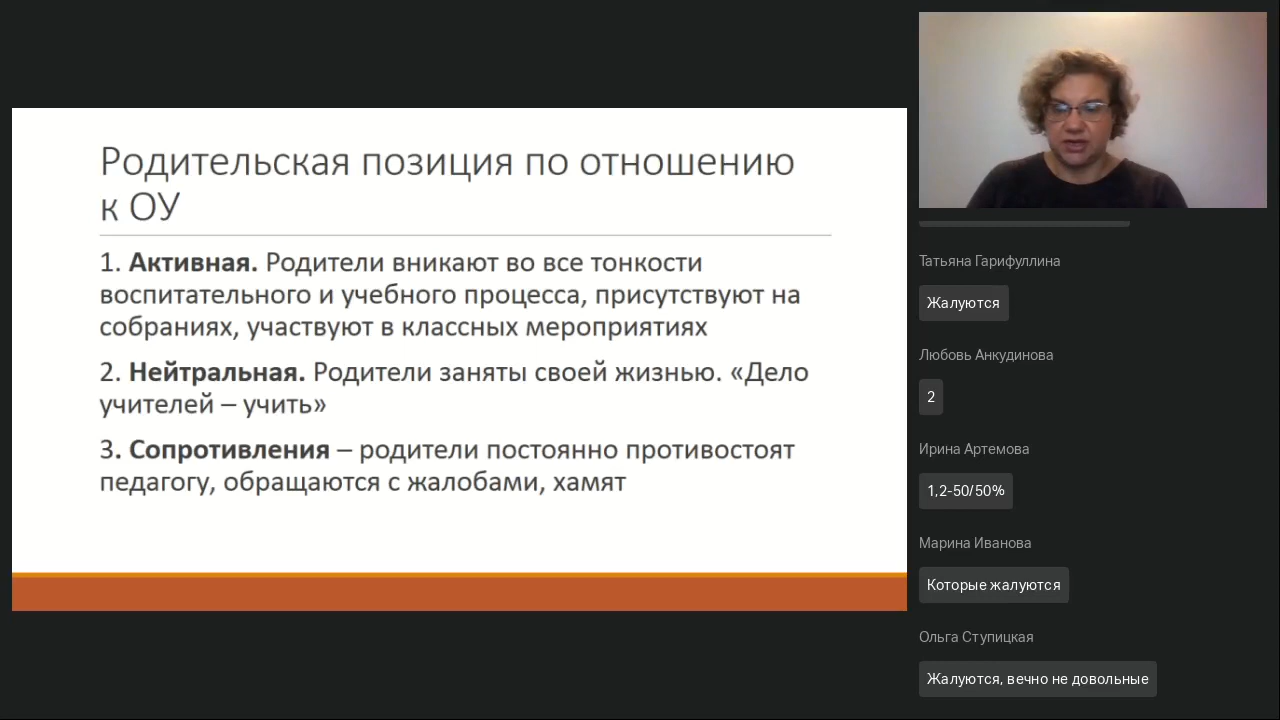 Родительская позиция по отношению
к ОУ
1. Активная. Родители вникают во все тонкости
воспитательного и учебного процесса, присутствуют на
собраниях, участвуют в классных мероприятиях
2. Нейтральная. Родители заняты своей жизнью. «Дело
учителей – учить»
3. Сопротивления – родители постоянно противостоят
педагогу, обращаются с жалобами, хамят
Татьяна Гарифуллина
Жалуются
Любовь Анкудинова
2
Ирина Артемова
1,2-50/50%
Марина Иванова
Которые жалуются
Ольга Ступицкая
Жалуются, вечно не довольные